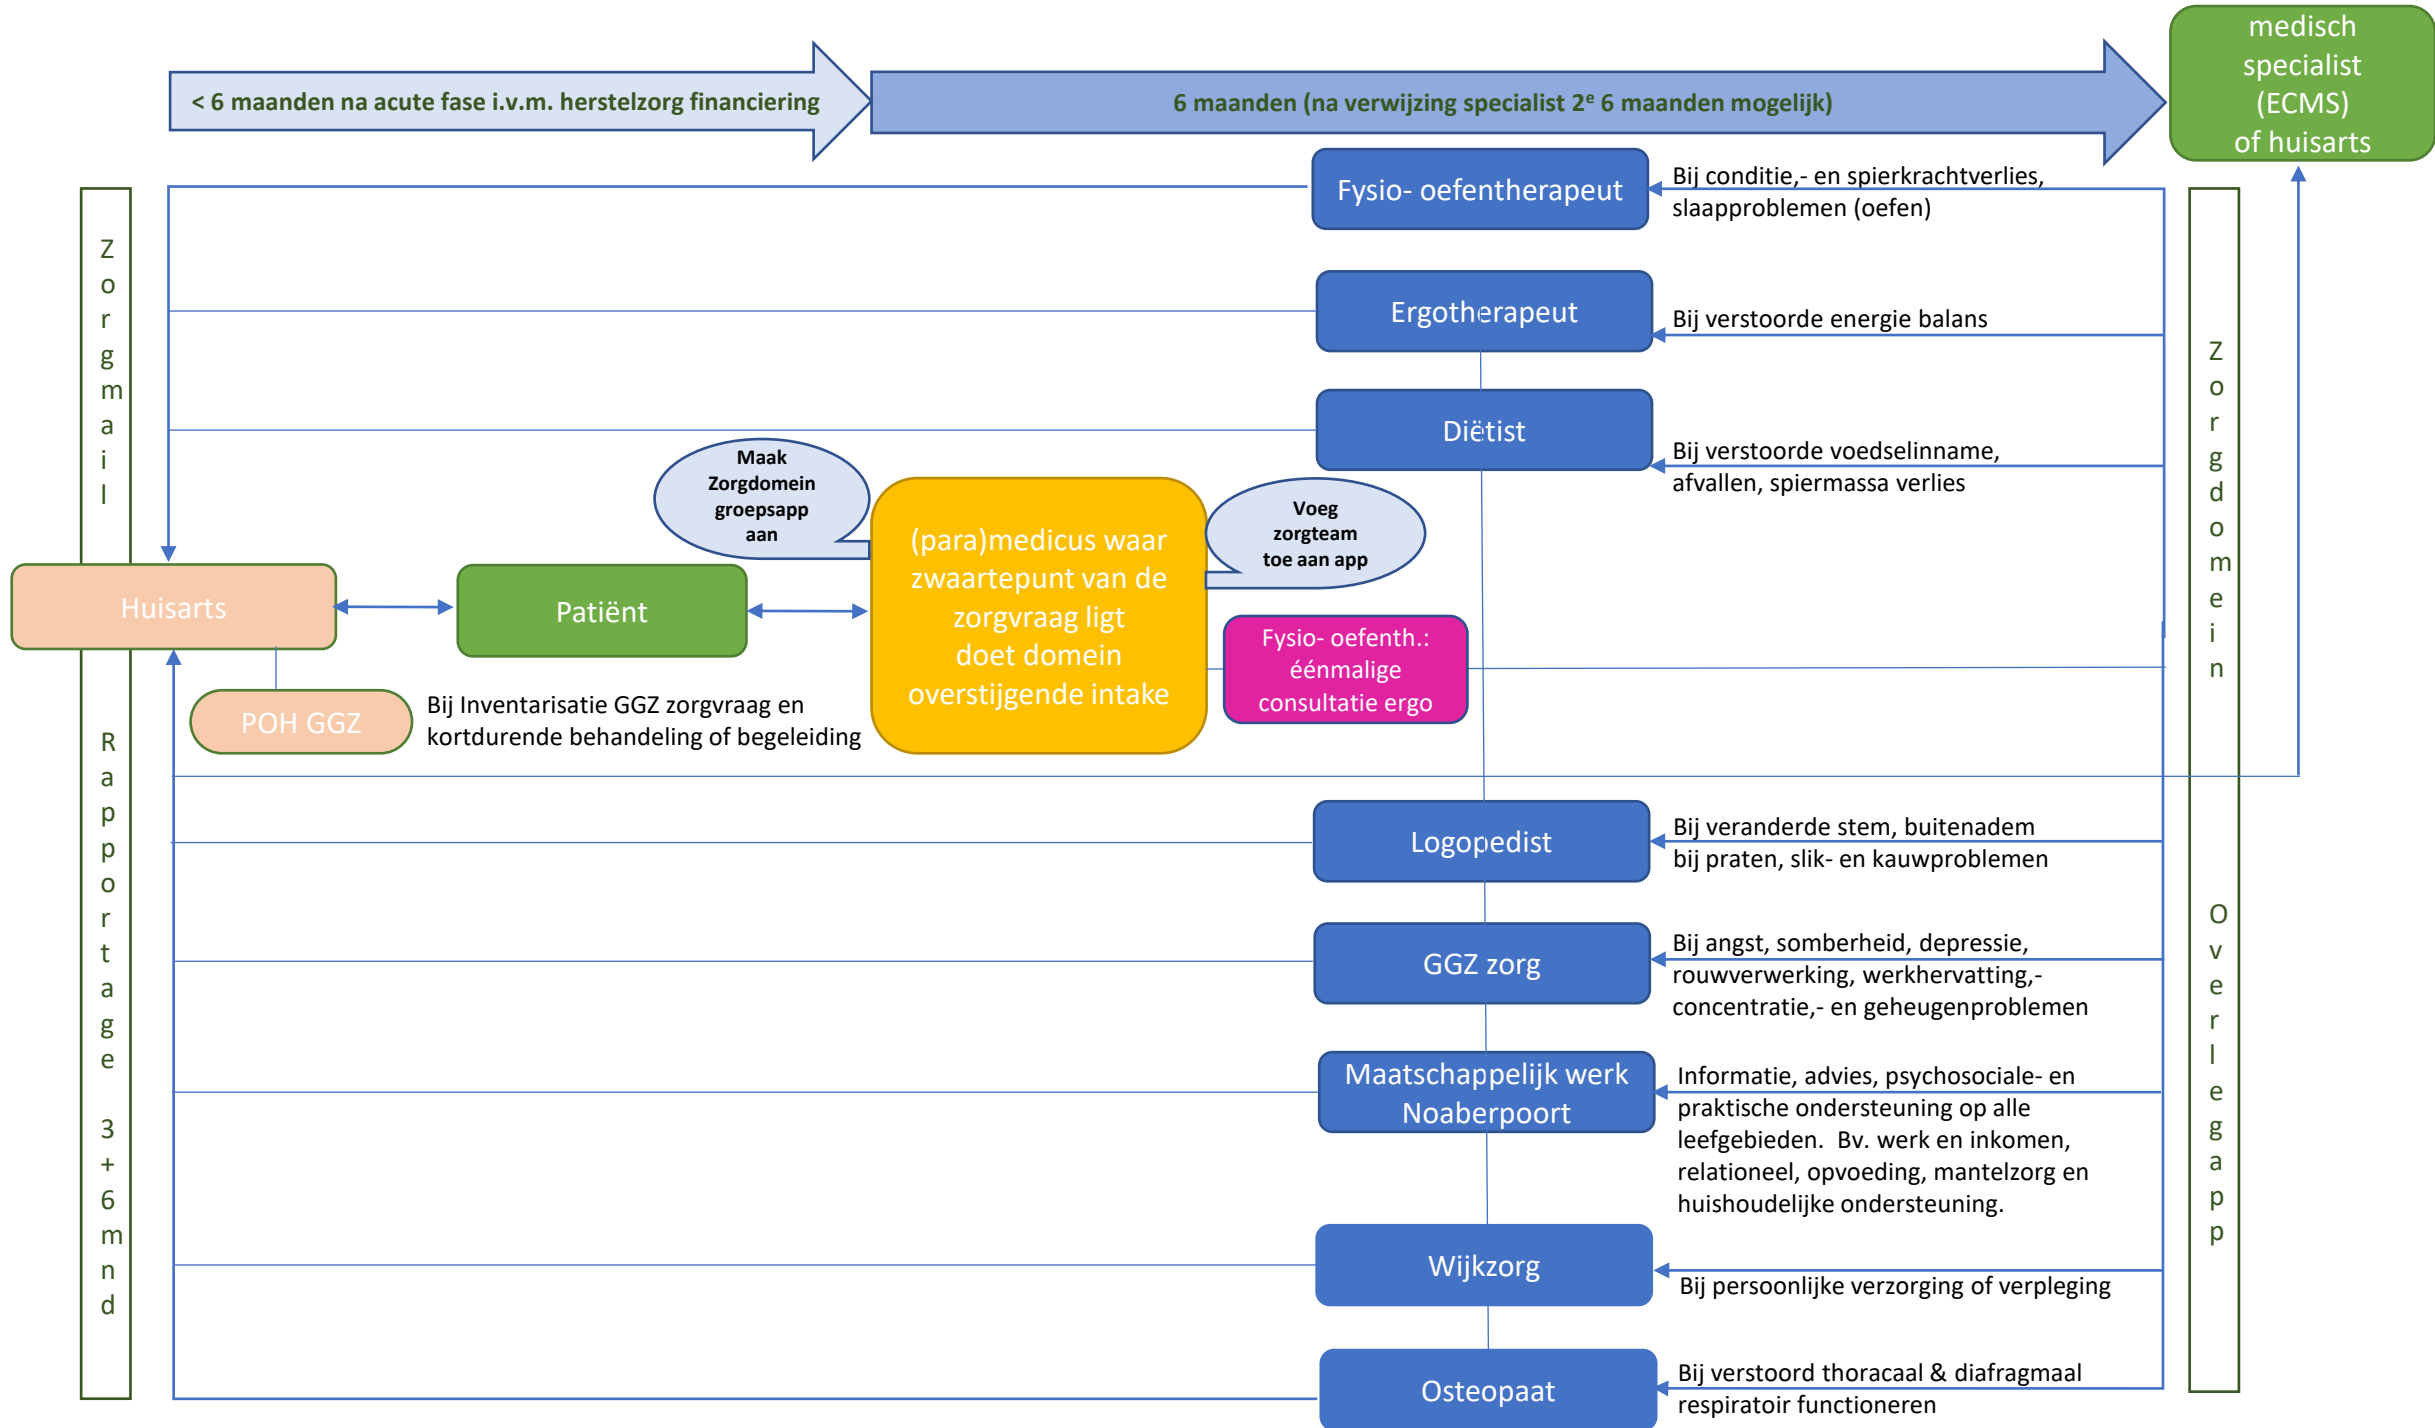 medisch
specialist
(ECMS)
of huisarts
< 6 maanden na acute fase i.v.m. herstelzorg financiering
6 maanden (na verwijzing specialist 2e 6 maanden mogelijk)
Fysio- oefentherapeut
Bij conditie,- en spierkrachtverlies,
slaapproblemen (oefen)
Zorgmail
Rapportage 3+6mnd
Ergotherapeut
Bij verstoorde energie balans
Zorgdomein
Overlegapp
Diëtist
Bij verstoorde voedselinname,
afvallen, spiermassa verlies
Maak
Zorgdomein
groepsapp
aan
Voeg
zorgteam
toe aan app
(para)medicus waar
zwaartepunt van de
zorgvraag ligt
doet domein
overstijgende intake
Huisarts
Patiënt
Fysio- oefenth.:
éénmalige
consultatie ergo
POH GGZ
Bij Inventarisatie GGZ zorgvraag en
kortdurende behandeling of begeleiding
Logopedist
Bij veranderde stem, buitenadem
bij praten, slik- en kauwproblemen
GGZ zorg
Bij angst, somberheid, depressie,
rouwverwerking, werkhervatting,-
concentratie,- en geheugenproblemen
Maatschappelijk werk
Noaberpoort
Informatie, advies, psychosociale- en
praktische ondersteuning op alle
leefgebieden. Bv. werk en inkomen,
relationeel, opvoeding, mantelzorg en
huishoudelijke ondersteuning.
Wijkzorg
Bij persoonlijke verzorging of verpleging
Osteopaat
Bij verstoord thoracaal & diafragmaal
respiratoir functioneren